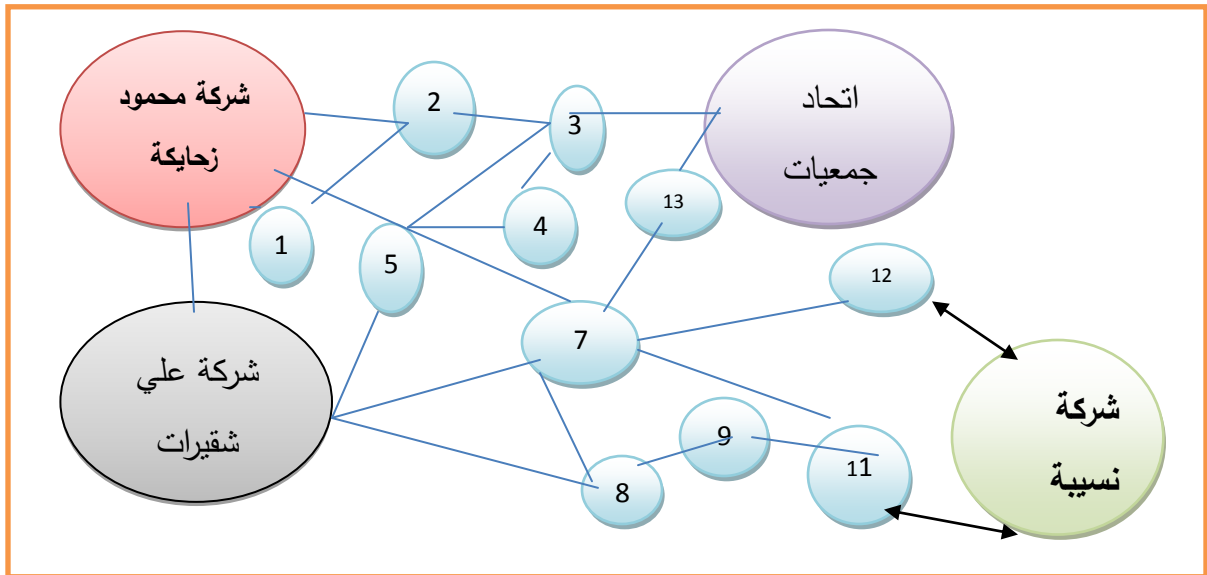 شركة محمود
زحايكة
2
3
اتحاد
جمعيات
1
4
13
5
12
7
شركة علي
شقيرات
9
8
11
شركة
نسيبة